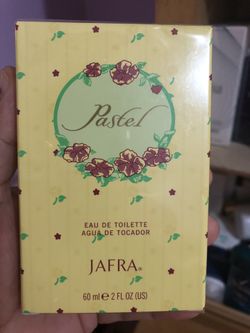 Pastel
EAU DE TOILETTE
AGUA DE TOCADOR
JAFRA®
60 ml ℮ 2 FL OZ (US)